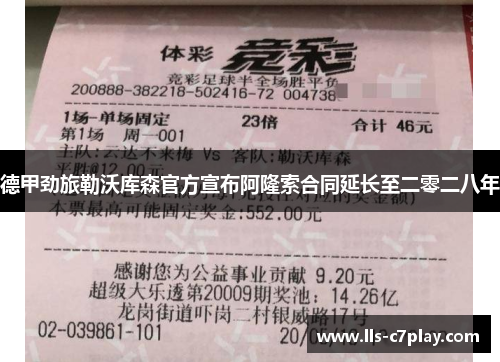 体彩 竞彩
竞彩足球半全场胜平负
200888-382218-502416-72 004738
1场-单场固定 23倍 合计 46元
第1场 周一001
主队:云达不来梅 Vs 客队:勒沃库森
德甲劲旅勒沃库森官方宣布阿隆索合同延长至二零二八年
本票最高可能固定奖金:552.00元
感谢您为公益事业贡献 9.20元
超级大乐透第20009期奖池: 14.26亿
龙岗街道吓岗二村银威路17号
02-039861-101 20/05/
www.lls-c7play.com